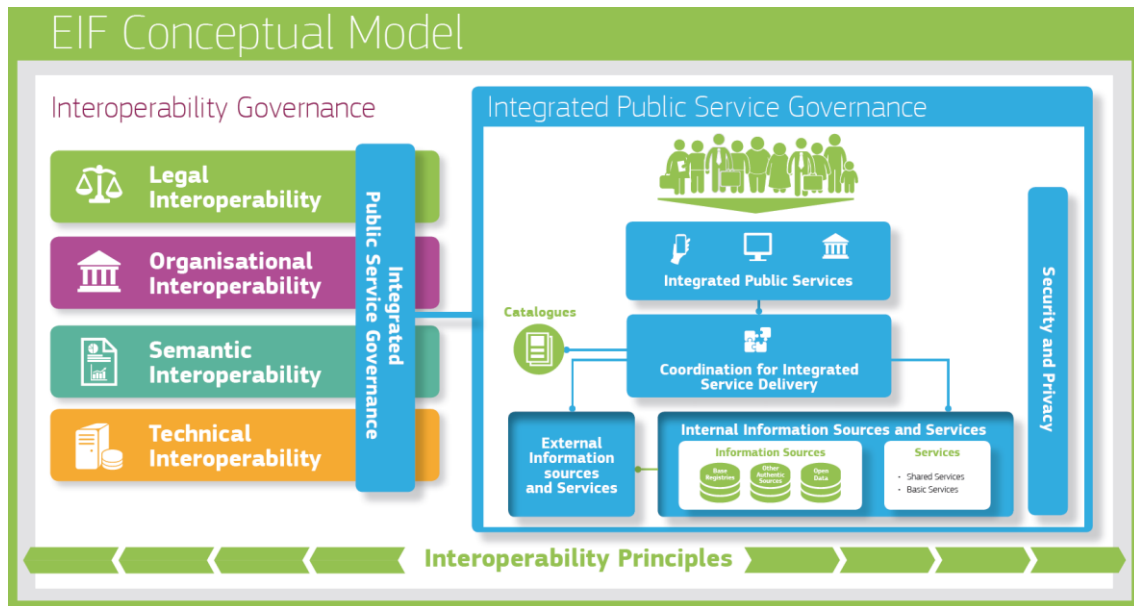 EIF Conceptual Model
Interoperability Governance
Legal
Interoperability
Organisational
Interoperability
Semantic
Interoperability
Technical
Interoperability
Integrated
Public Service Governance
Integrated Public Service Governance
Integrated Public Services
Catalogues
Coordination for Integrated
Service Delivery
External
Information
sources
and Services
Internal Information Sources and Services
Information Sources
Base
Registries
Other
Authentic
Sources
Open
Data
Services
• Shared Services
• Basic Services
Security and Privacy
Interoperability Principles